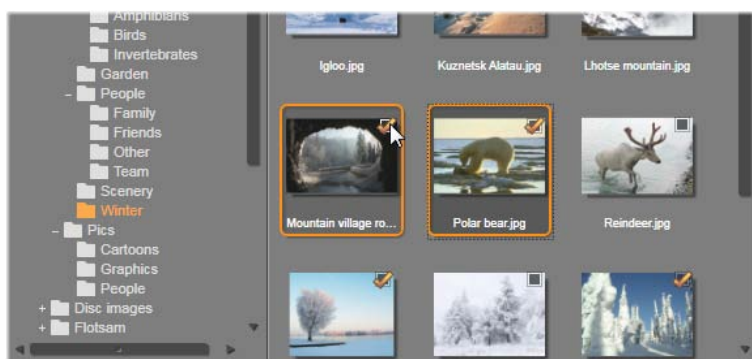 Amphibians
Birds
Invertebrates
Garden
People
Family
Friends
Other
Team
Scenery
Winter
Pics
Cartoons
Graphics
People
Disc images
Flotsam
Igloo.jpg
Kuznetsk Alatau.jpg
Lhotse mountain.jpg
Mountain village ro...
Polar bear.jpg
Reindeer.jpg